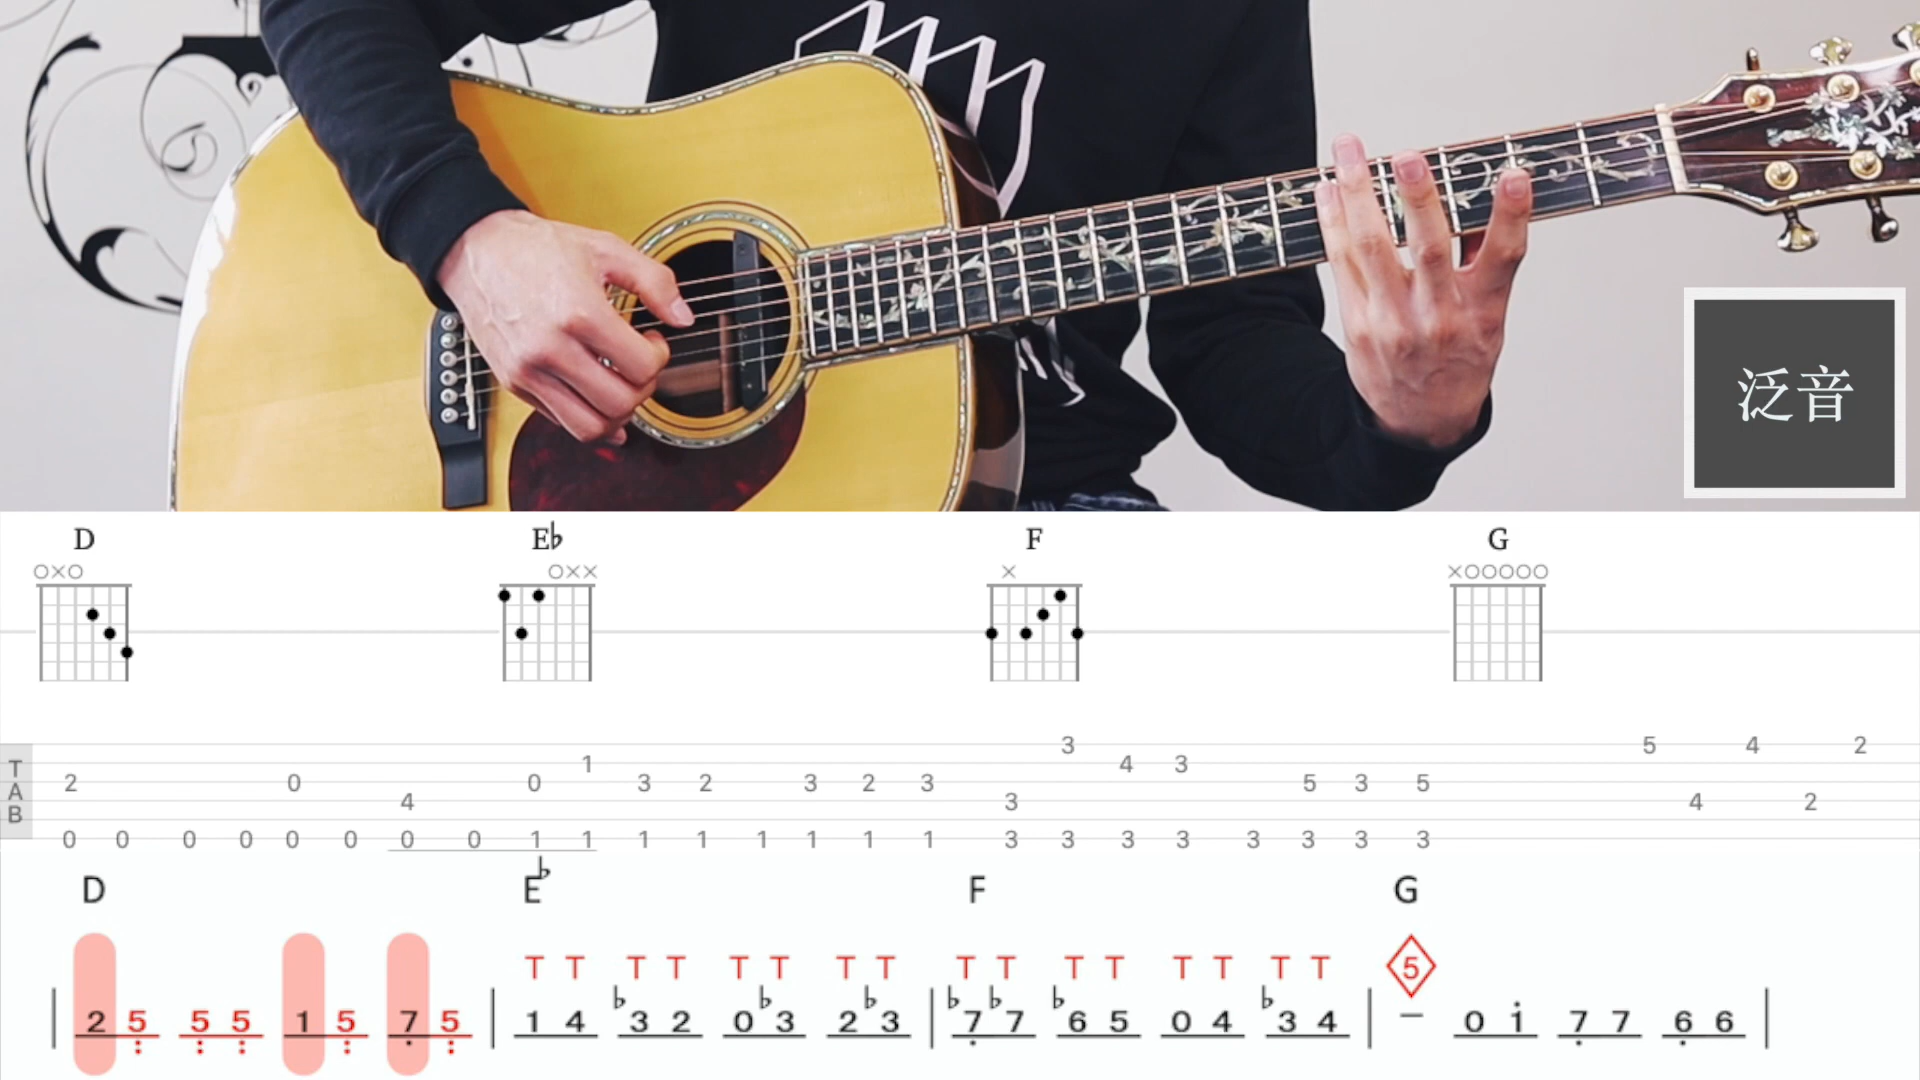 泛音
D E♭ F G
○×○ ○×× × ×○○○○○
3 5 4 2
T 1 4 3
A 2 0 0 3 2 3 2 3 5 3 5
B 4 3 4 2
0 0 0 0 0 0 0 0 1 1 1 1 1 1 1 3 3 3 3 3 3 3 3
D E♭ F G
T T T T T T T T T T T T T T T T 5
| 2 5 5 5 1 5 7 5 | 1 4 ♭3 2 0 ♭3 2 ♭3 | ♭7 ♭7 ♭6 5 0 4 ♭3 4 | – 0 i 7 7 6 6 |